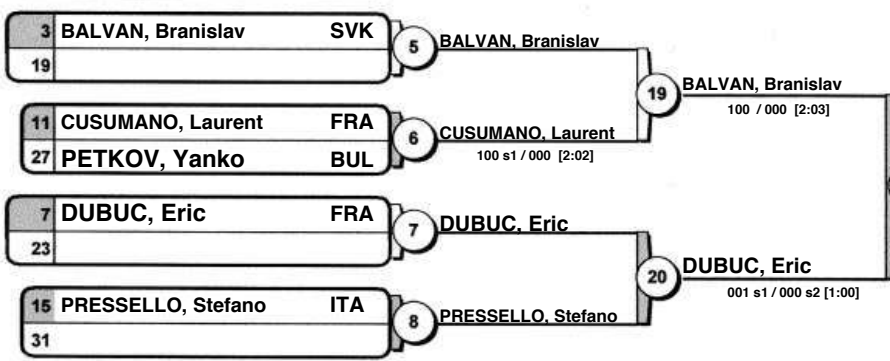 3 BALVAN, Branislav SVK
19
5
BALVAN, Branislav
11 CUSUMANO, Laurent FRA
27 PETKOV, Yanko BUL
6
CUSUMANO, Laurent
100 s1 / 000 [2:02]
19
BALVAN, Branislav
100 / 000 [2:03]
7 DUBUC, Eric FRA
23
7
DUBUC, Eric
15 PRESSELLO, Stefano ITA
31
8
PRESSELLO, Stefano
20
DUBUC, Eric
001 s1 / 000 s2 [1:00]